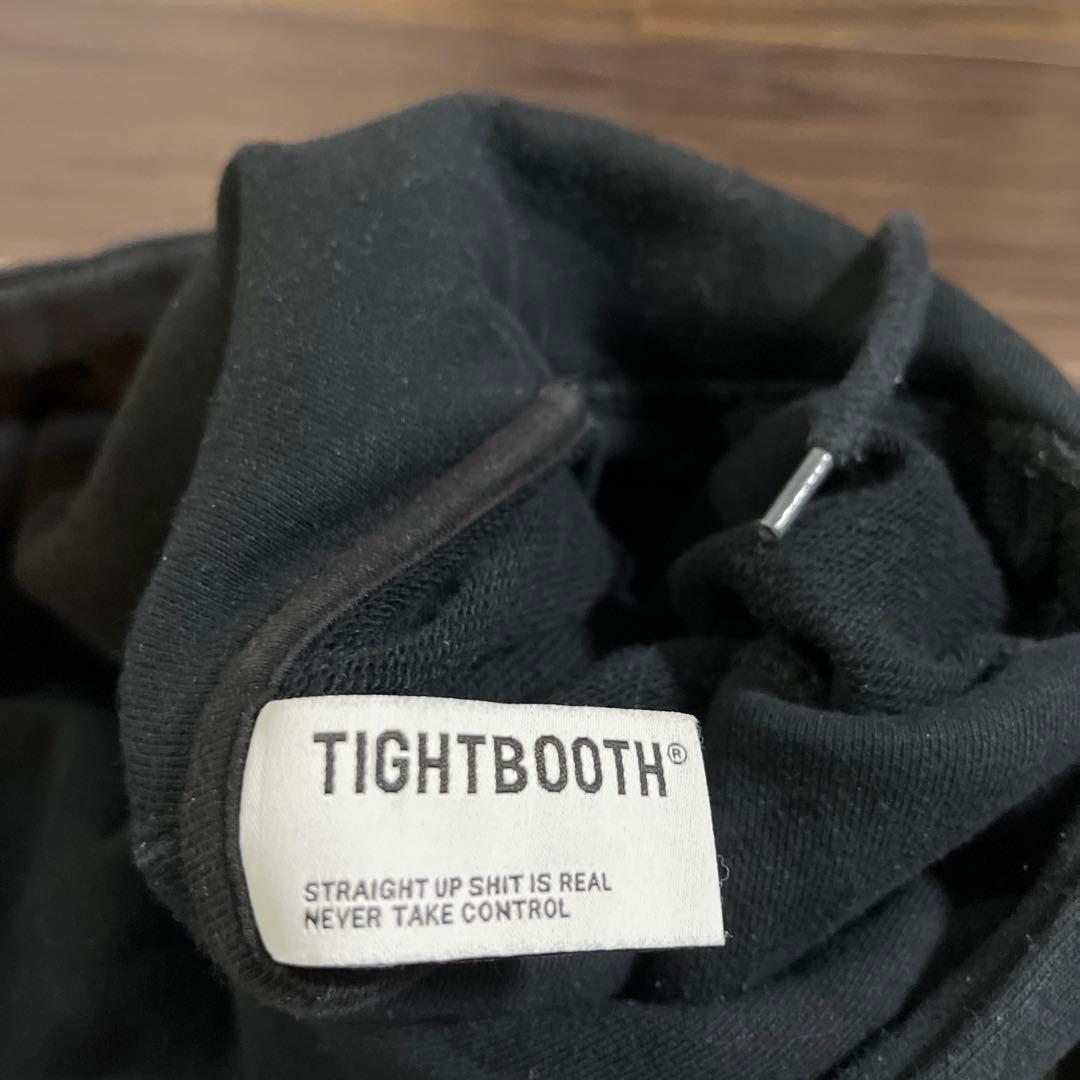 TIGHTBOOTH®
STRAIGHT UP SHIT IS REAL
NEVER TAKE CONTROL